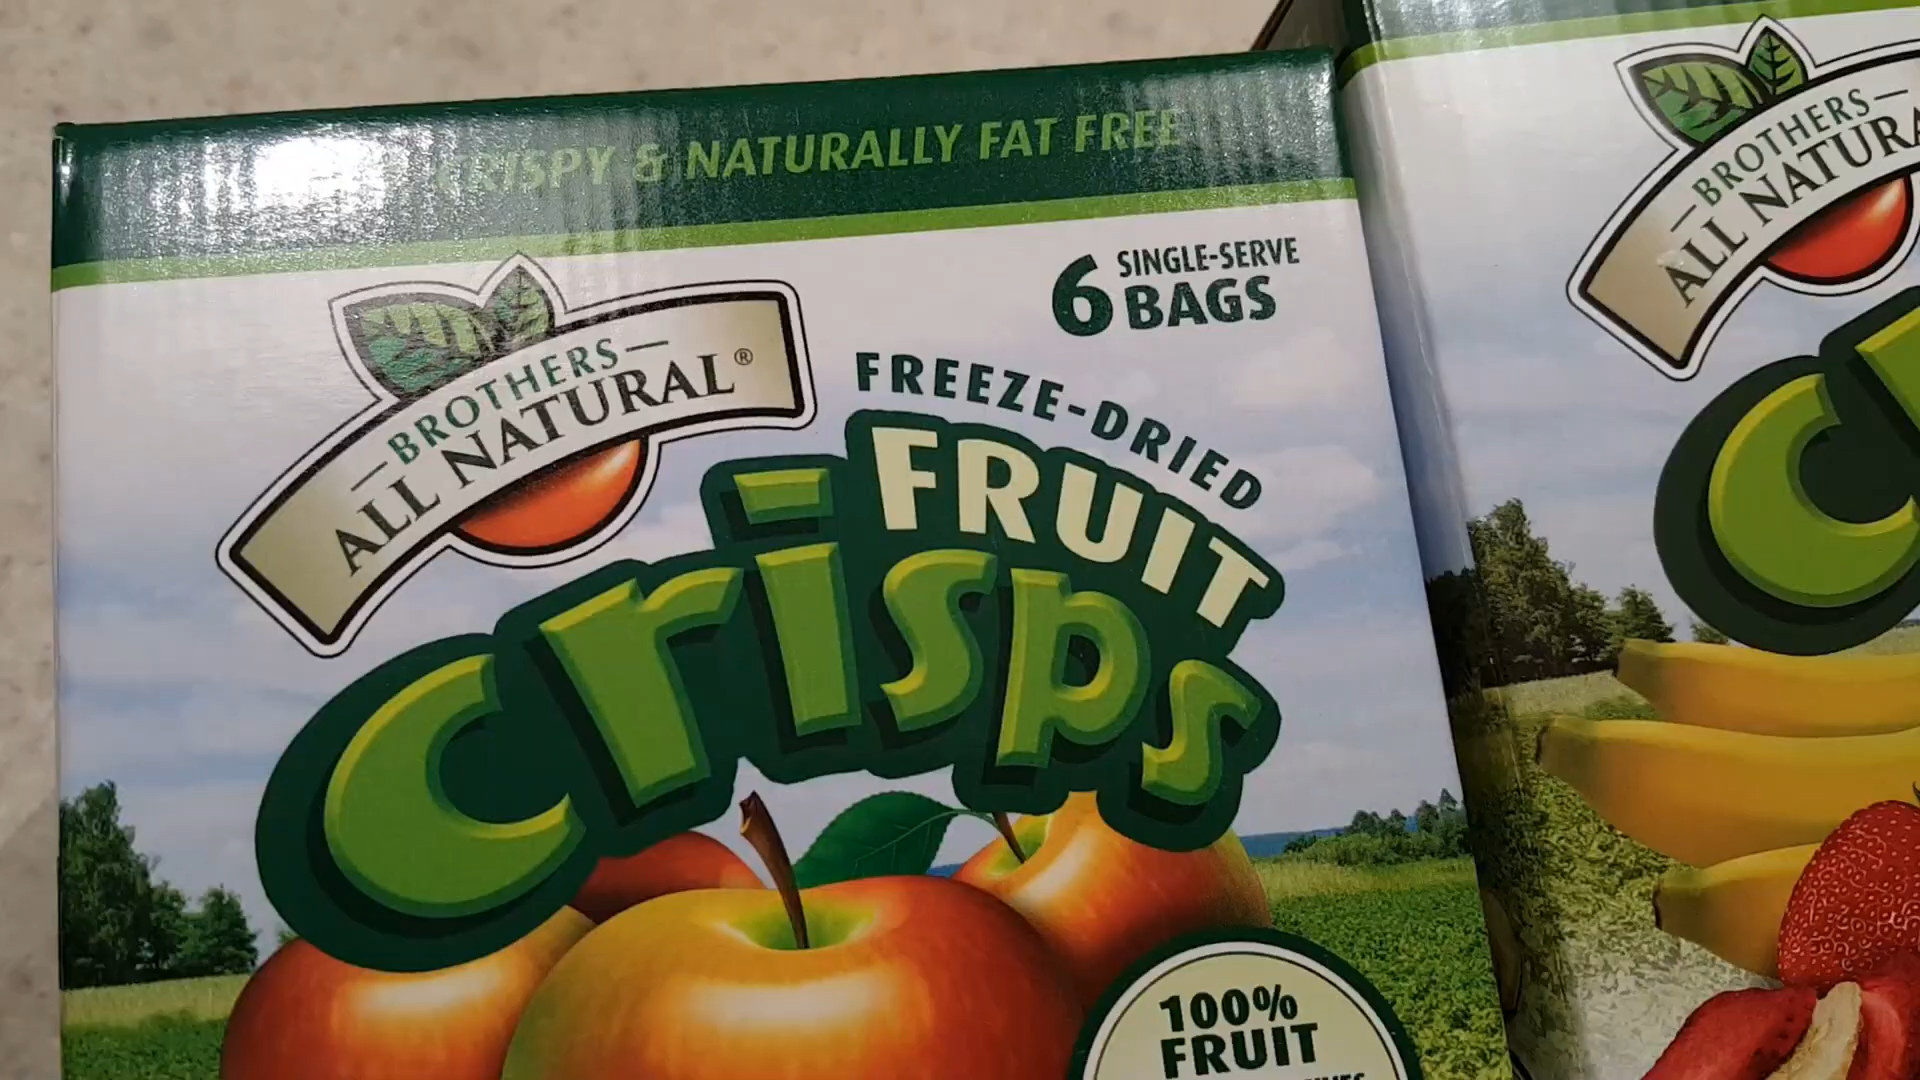 CRISPY & NATURALLY FAT FREE
6 SINGLE-SERVE
BAGS
BROTHERS
ALL NATURAL®
FREEZE-DRIED
FRUIT
crisps
100%
FRUIT
BROTHERS
ALL NATURA
C